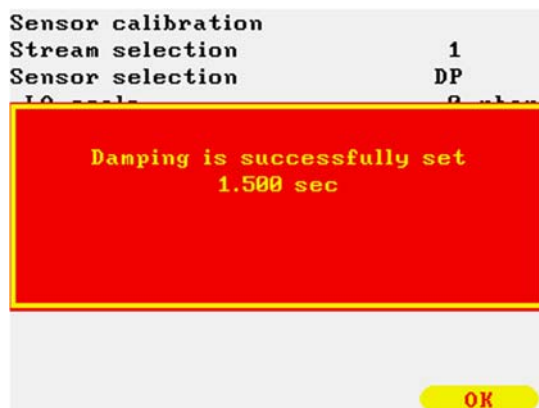 Sensor calibration
Stream selection 1
Sensor selection DP
Damping is successfully set
1.500 sec
OK